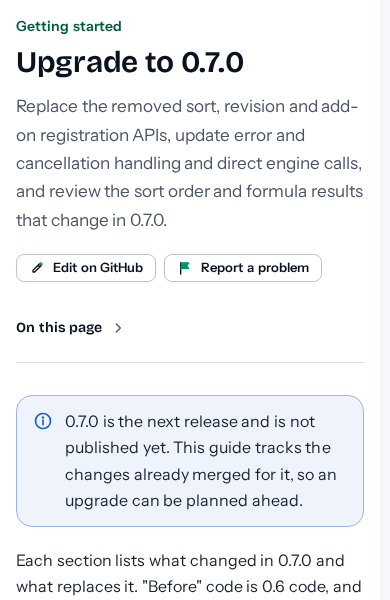 Getting started
Upgrade to 0.7.0
Replace the removed sort, revision and add-
on registration APIs, update error and
cancellation handling and direct engine calls,
and review the sort order and formula results
that change in 0.7.0.
Edit on GitHub
Report a problem
On this page
0.7.0 is the next release and is not
published yet. This guide tracks the
changes already merged for it, so an
upgrade can be planned ahead.
Each section lists what changed in 0.7.0 and
what replaces it. "Before" code is 0.6 code, and